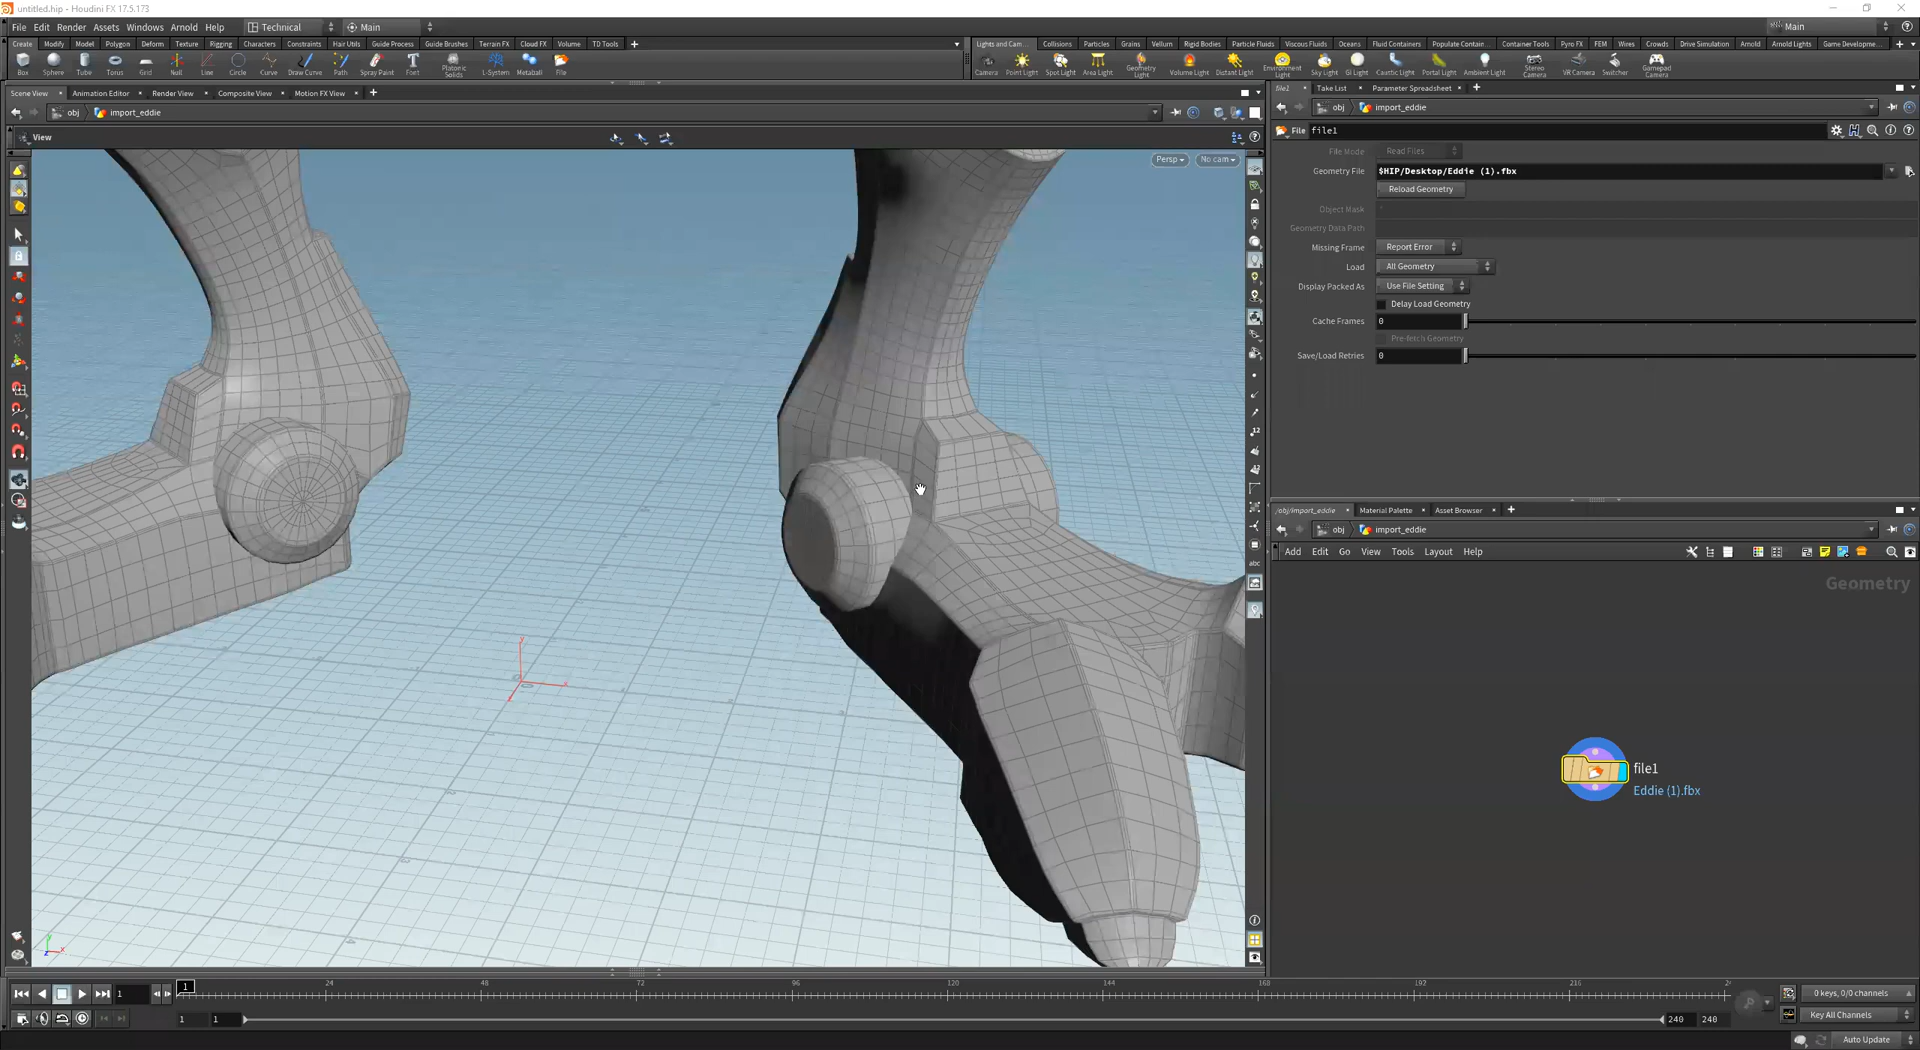 untitled.hip - Houdini FX 17.5.173
File Edit Render Assets Windows Arnold Help Technical Main Main
Create Modify Model Polygon Deform Texture Rigging Characters Constraints Hair Utils Guide Process Guide Brushes Terrain FX Cloud FX Volume TD Tools
Lights and Cam... Collisions Particles Grains Vellum Rigid Bodies Particle Fluids Viscous Fluids Oceans Fluid Containers Populate Contain... Container Tools Pyro FX FEM Wires Crowds Drive Simulation Arnold Arnold Lights Game Developme...
Box Sphere Tube Torus Grid Null Line Circle Curve Draw Curve Path Spray Paint Font Platonic Solids L-System Metaball File
Camera Point Light Spot Light Area Light Geometry Light Volume Light Distant Light Environment Light Sky Light GI Light Caustic Light Portal Light Ambient Light Stereo Camera VR Camera Switcher Gamepad Camera
Scene View Animation Editor Render View Composite View Motion FX View
obj import_eddie
View
Persp No cam
file1 Take List Parameter Spreadsheet
obj import_eddie
File file1
File Mode Read Files
Geometry File $HIP/Desktop/Eddie (1).fbx
Reload Geometry
Object Mask *
Geometry Data Path
Missing Frame Report Error
Load All Geometry
Display Packed As Use File Setting
Delay Load Geometry
Cache Frames 0
Pre-fetch Geometry
Save/Load Retries 0
/obj/import_eddie Material Palette Asset Browser
obj import_eddie
Add Edit Go View Tools Layout Help
Geometry
file1
Eddie (1).fbx
abc
12
y
x
y
x
z
1 1 24 48 72 96 120 144 168 192 216
1 1 240 240
0 keys, 0/0 channels
Key All Channels
Auto Update